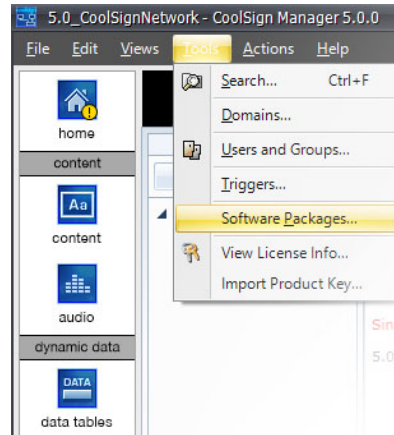 5.0_CoolSignNetwork - CoolSign Manager 5.0.0
File Edit Views Tools Actions Help
Search... Ctrl+F
Domains...
Users and Groups...
Triggers...
Software Packages...
View License Info...
Import Product Key...
home
content
Aa
content
audio
dynamic data
DATA
data tables
Sin
5.0